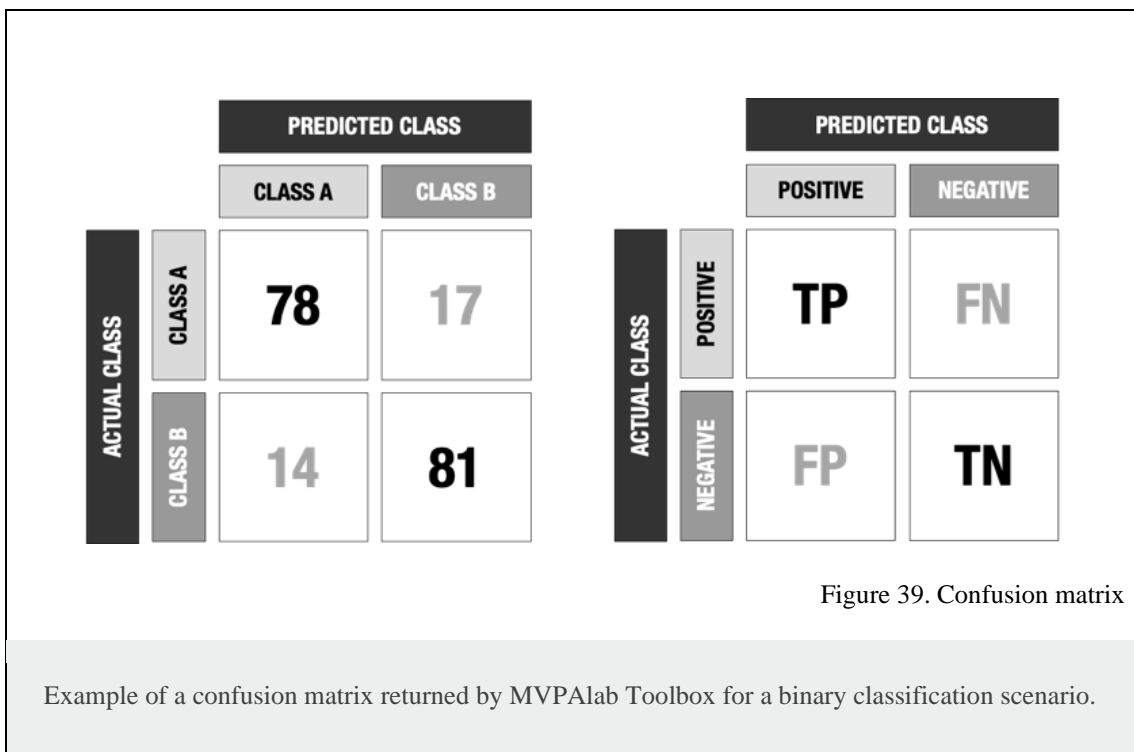 PREDICTED CLASS
CLASS A CLASS B
ACTUAL CLASS
CLASS A
78 17
CLASS B
14 81
PREDICTED CLASS
POSITIVE NEGATIVE
ACTUAL CLASS
POSITIVE
TP FN
NEGATIVE
FP TN
Figure 39. Confusion matrix
Example of a confusion matrix returned by MVPAlab Toolbox for a binary classification scenario.